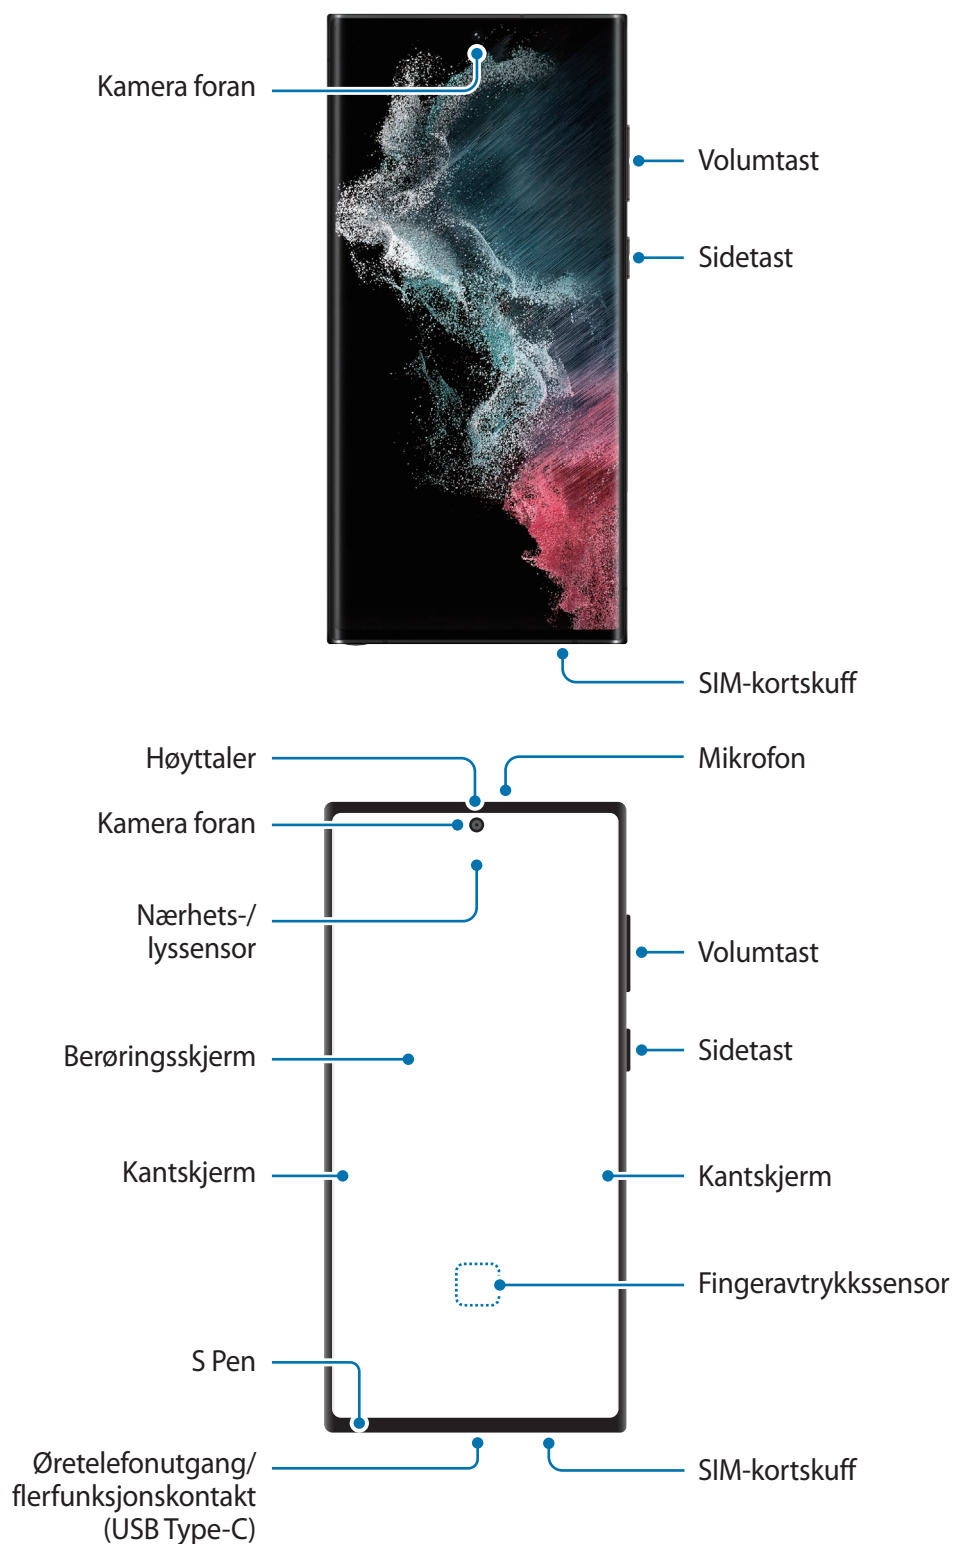 Kamera foran
Volumtast
Sidetast
SIM-kortskuff
Høyttaler
Mikrofon
Kamera foran
Nærhets-/
lyssensor
Volumtast
Berøringsskjerm
Sidetast
Kantskjerm
Kantskjerm
Fingeravtrykkssensor
S Pen
Øretelefonutgang/
flerfunksjonskontakt
(USB Type-C)
SIM-kortskuff